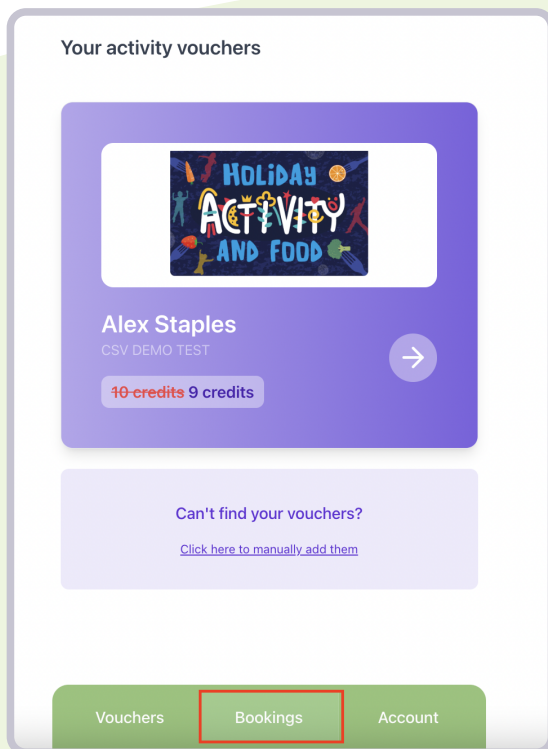 Your activity vouchers
HOLiDAY
ACTiViTY
AND FOOD
Alex Staples
CSV DEMO TEST
10 credits 9 credits
Can't find your vouchers?
Click here to manually add them
Vouchers Bookings Account